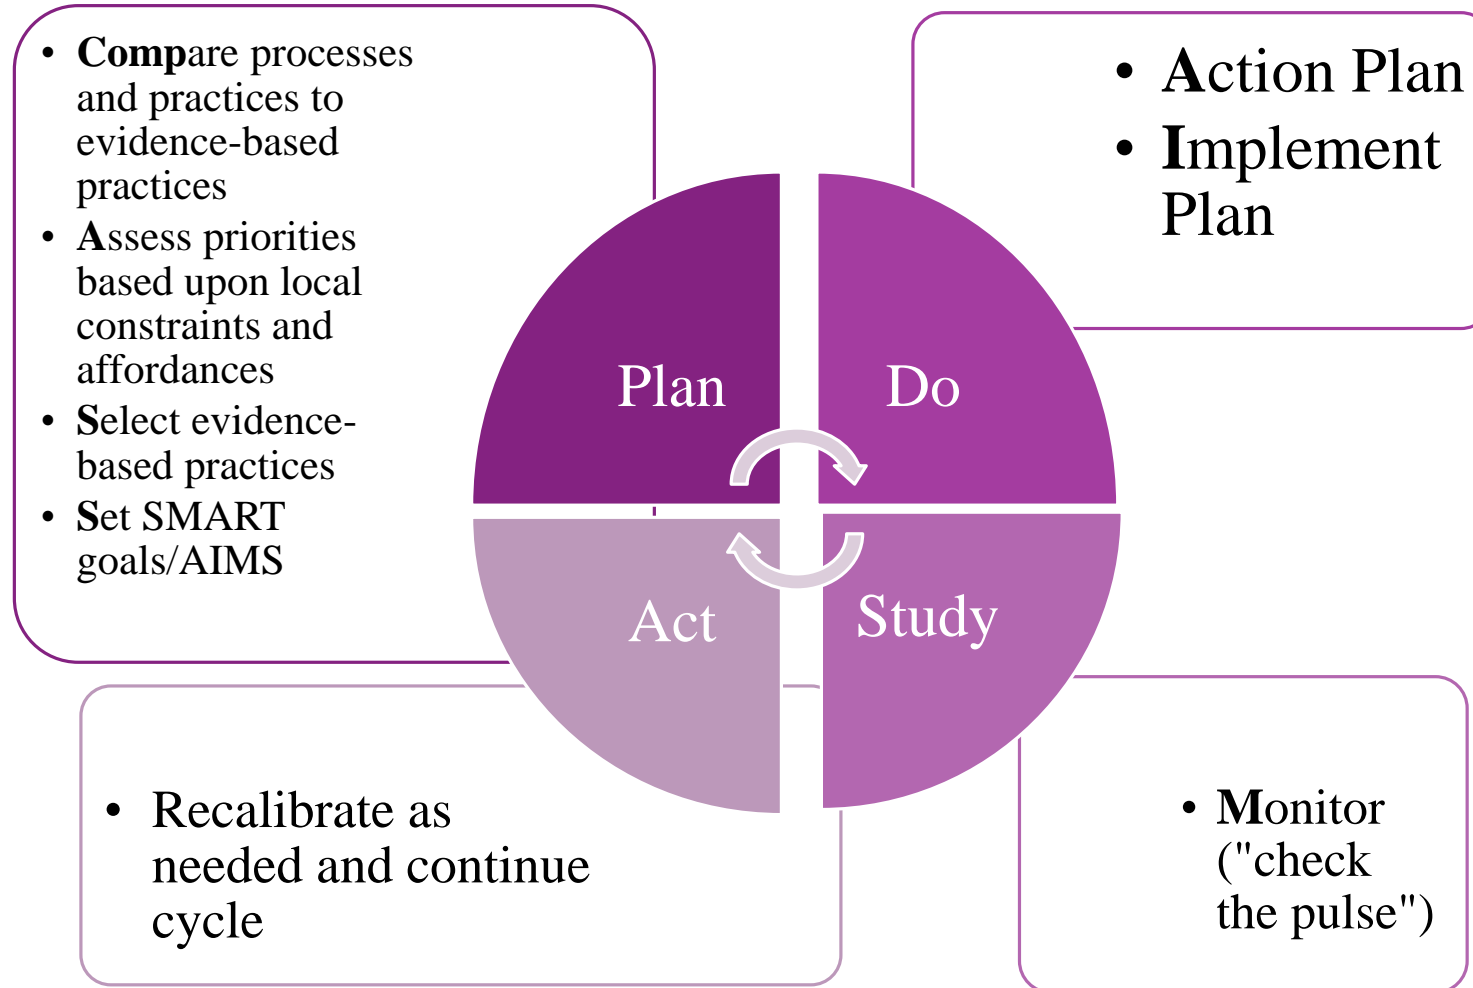 • Compare processes
and practices to
evidence-based
practices
• Assess priorities
based upon local
constraints and
affordances
• Select evidence-
based practices
• Set SMART
goals/AIMS
• Action Plan
• Implement
Plan
Plan
Do
Act
Study
• Recalibrate as
needed and continue
cycle
• Monitor
("check
the pulse")